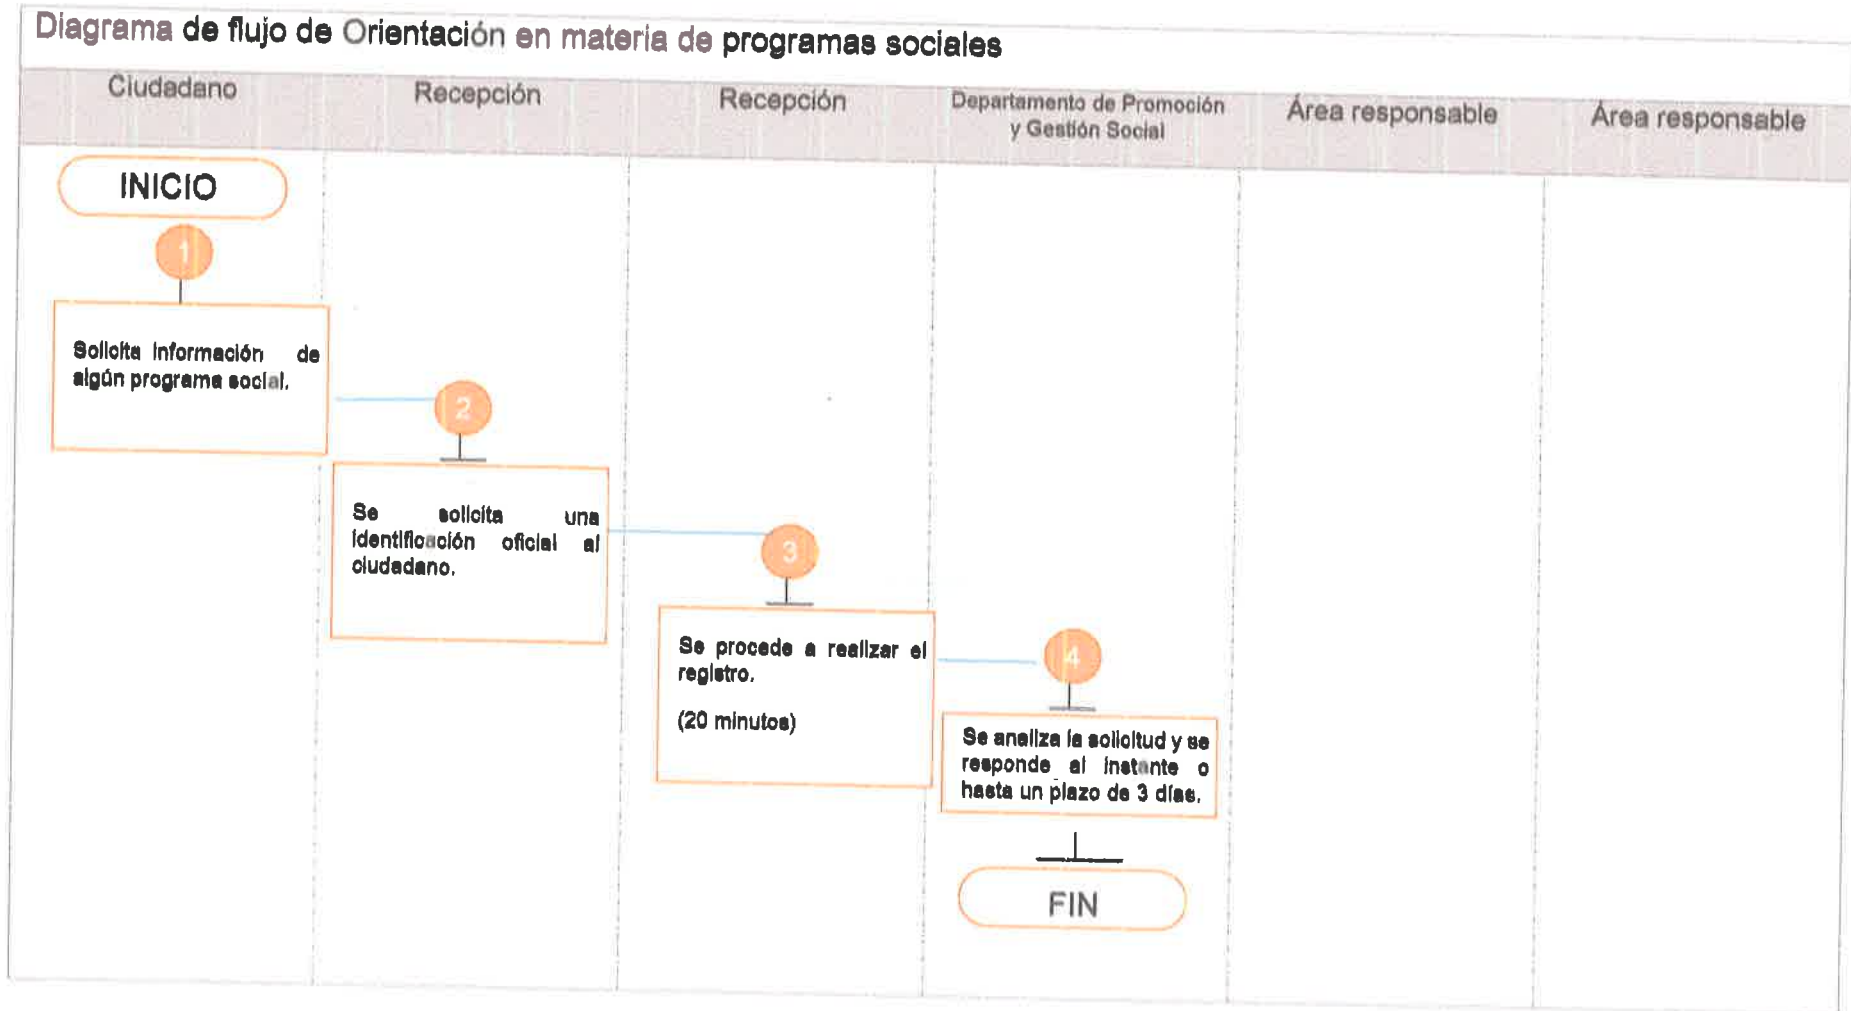 Diagrama de flujo de Orientación en materia de programas sociales
Ciudadano
Recepción
Recepción
Departamento de Promoción
y Gestión Social
Área responsable
Área responsable
INICIO
1
Solicita información de
algún programa social.
2
Se solicita una
identificación oficial al
ciudadano.
3
Se procede a realizar el
registro.
(20 minutos)
4
Se analiza la solicitud y se
responde al instante o
hasta un plazo de 3 días.
FIN